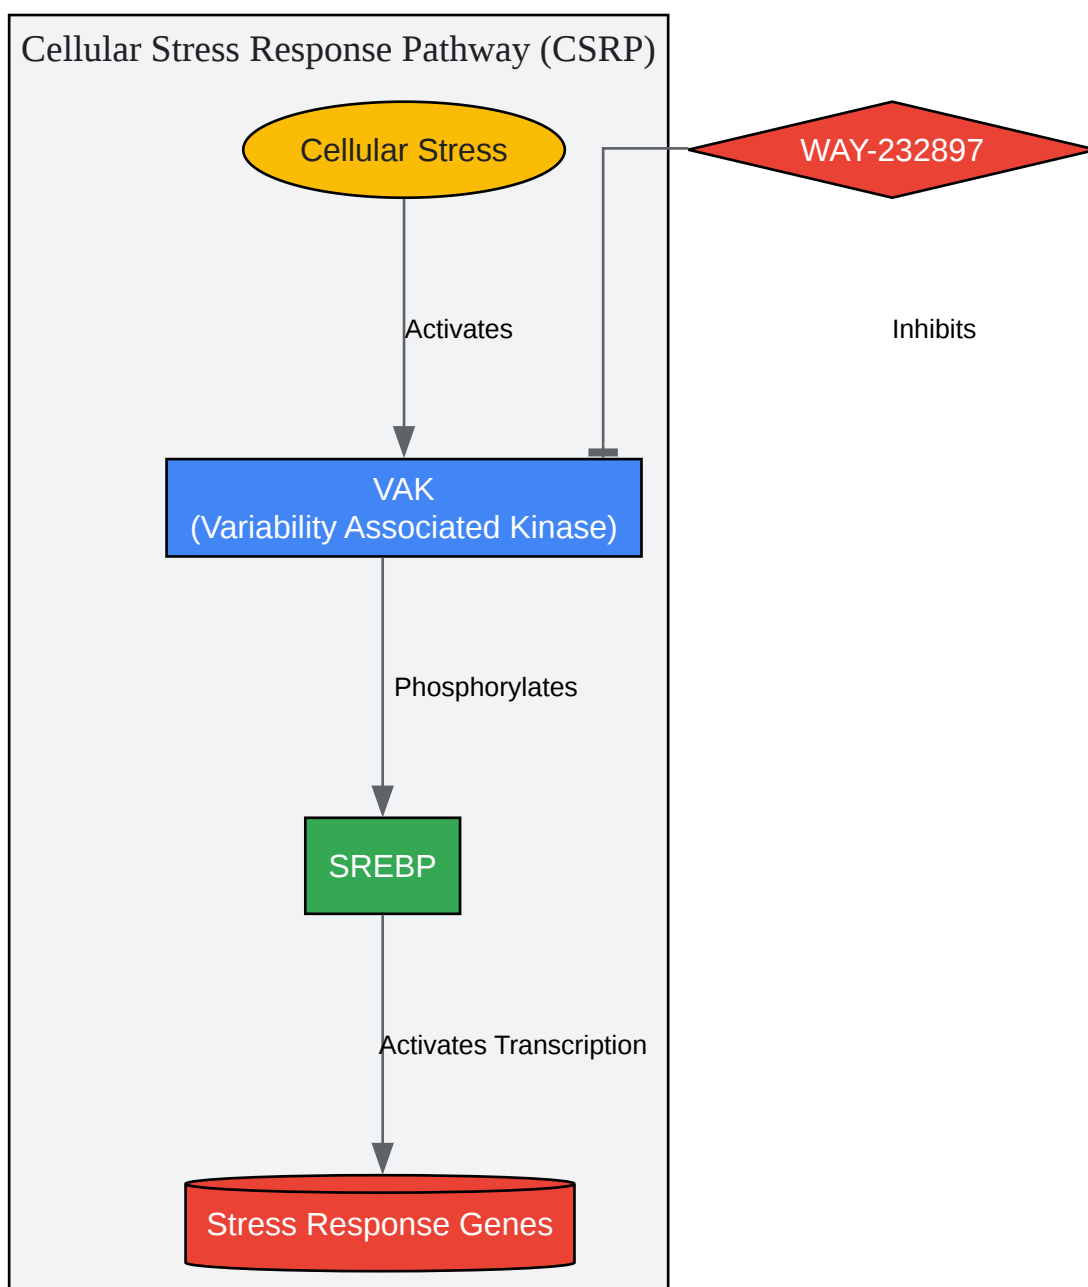 Cellular Stress Response Pathway (CSRP)
Cellular Stress
WAY-232897
Activates
Inhibits
VAK
(Variability Associated Kinase)
Phosphorylates
SREBP
Activates Transcription
Stress Response Genes